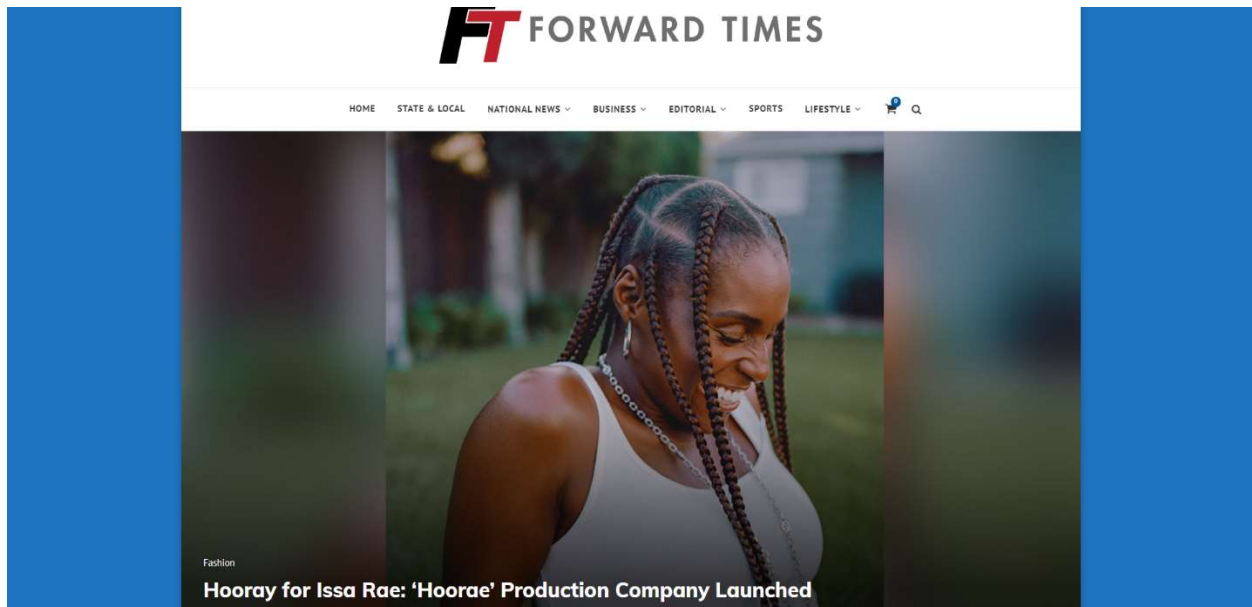 FT FORWARD TIMES
HOME STATE & LOCAL NATIONAL NEWS BUSINESS EDITORIAL SPORTS LIFESTYLE 0
Fashion
Hooray for Issa Rae: ‘Hoorae’ Production Company Launched